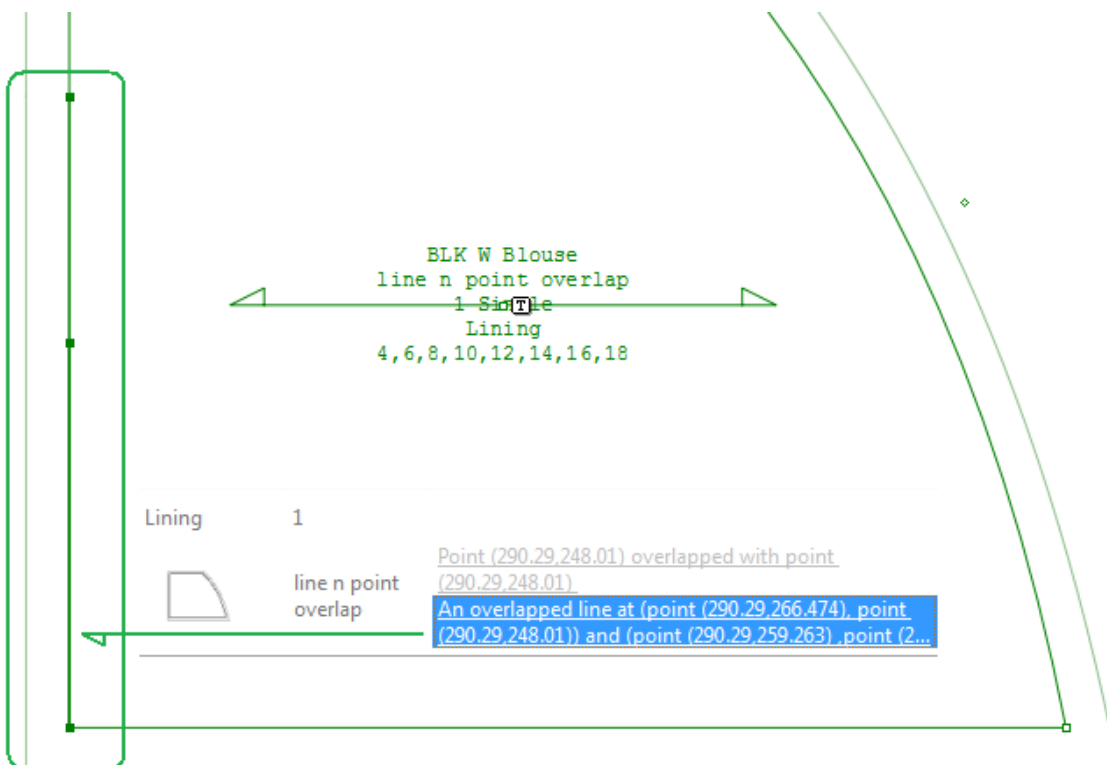 BLK W Blouse
line n point overlap
1 Si T le
Lining
4,6,8,10,12,14,16,18
Lining 1
Point (290.29,248.01) overlapped with point
(290.29,248.01)
line n point
overlap
An overlapped line at (point (290.29,266.474), point
(290.29,248.01)) and (point (290.29,259.263) ,point (2...